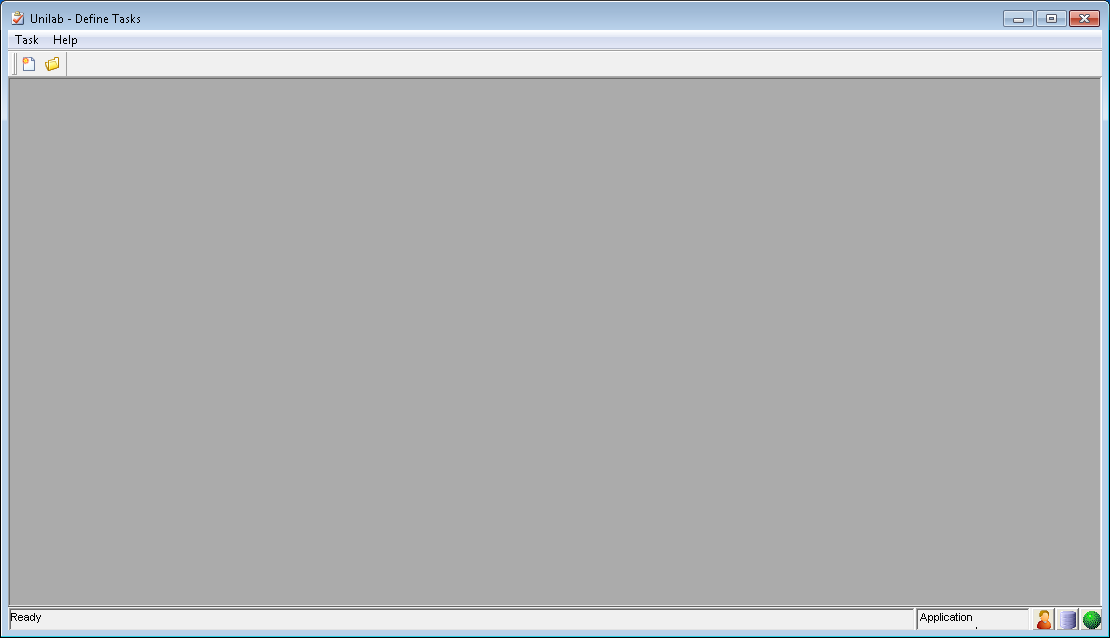 Unilab - Define Tasks
Task Help
Ready
Application